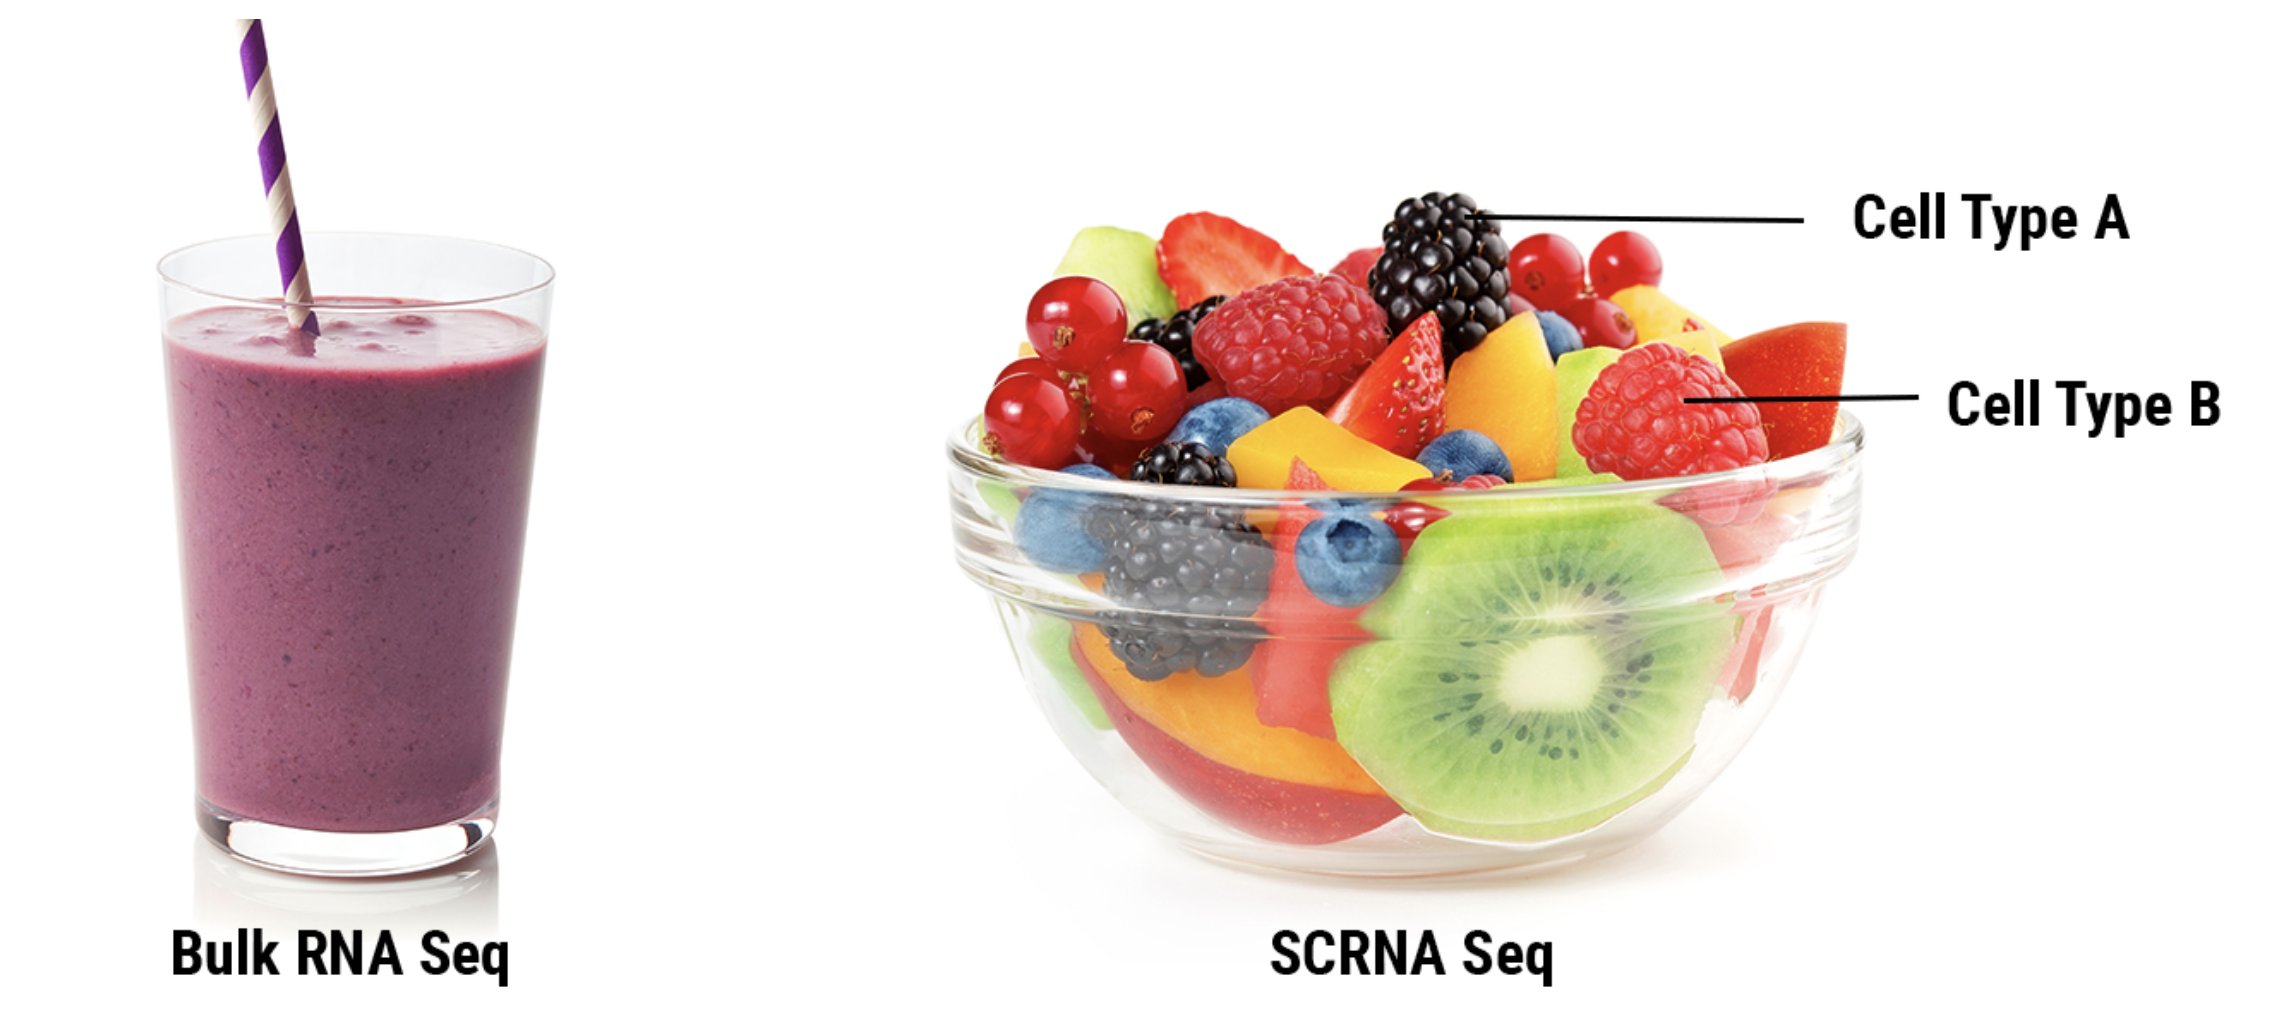 Cell Type A
Cell Type B
Bulk RNA Seq
SCRNA Seq